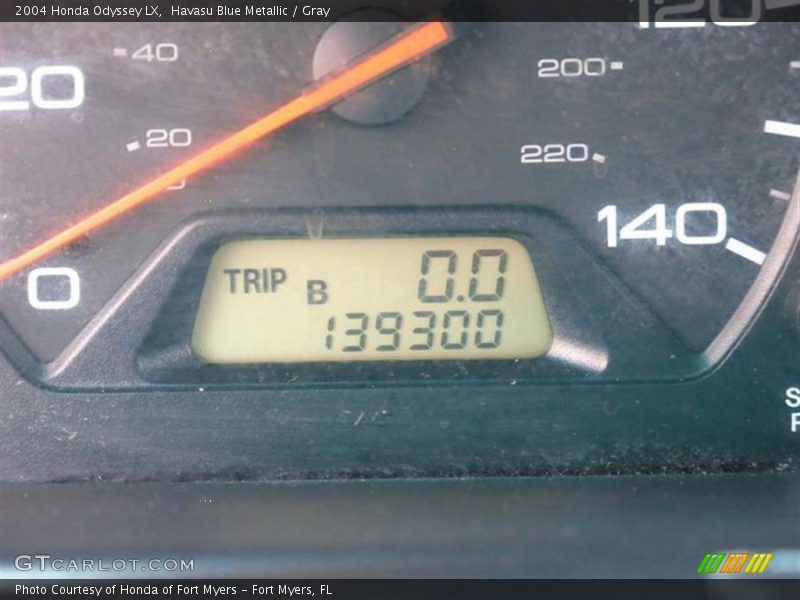 2004 Honda Odyssey LX,  Havasu Blue Metallic / Gray
120
40
20
200
20
220
140
0
TRIP B 0.0
139300
GTCARLOT.COM
Photo Courtesy of Honda of Fort Myers - Fort Myers, FL